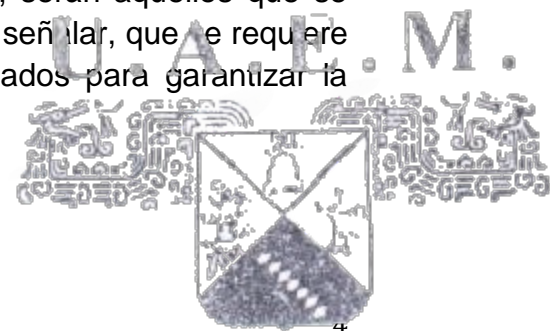 , serán aquellos que se
señalar, que se requiere
U.A.E.M.
ados para garantizar la
4